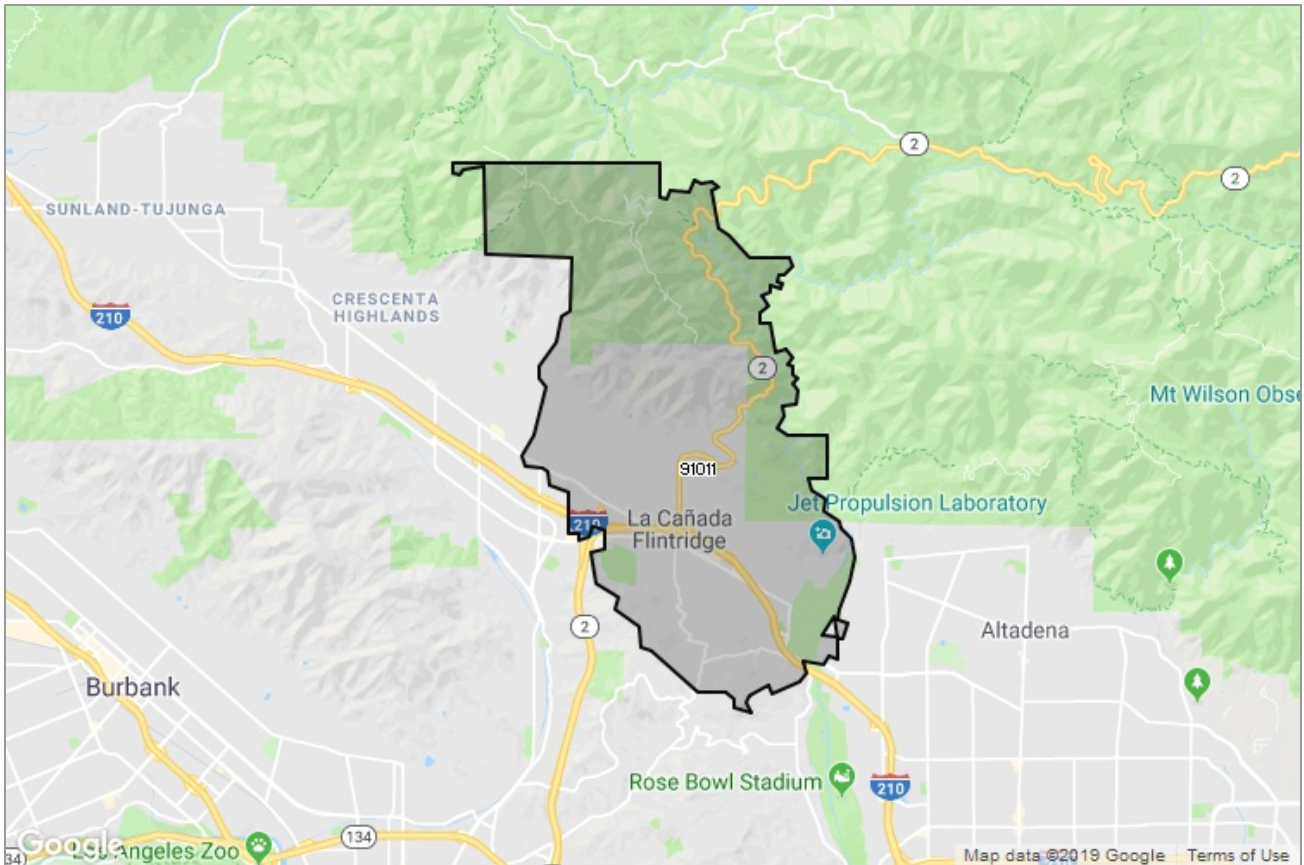 2
2
SUNLAND-TUJUNGA
CRESCENTA
HIGHLANDS
210
2
Mt Wilson Obse
91011
Jet Propulsion Laboratory
La Cañada
Flintridge
210
2
Altadena
Burbank
Rose Bowl Stadium
210
134
Google
Los Angeles Zoo
34)
Map data ©2019 Google
Terms of Use